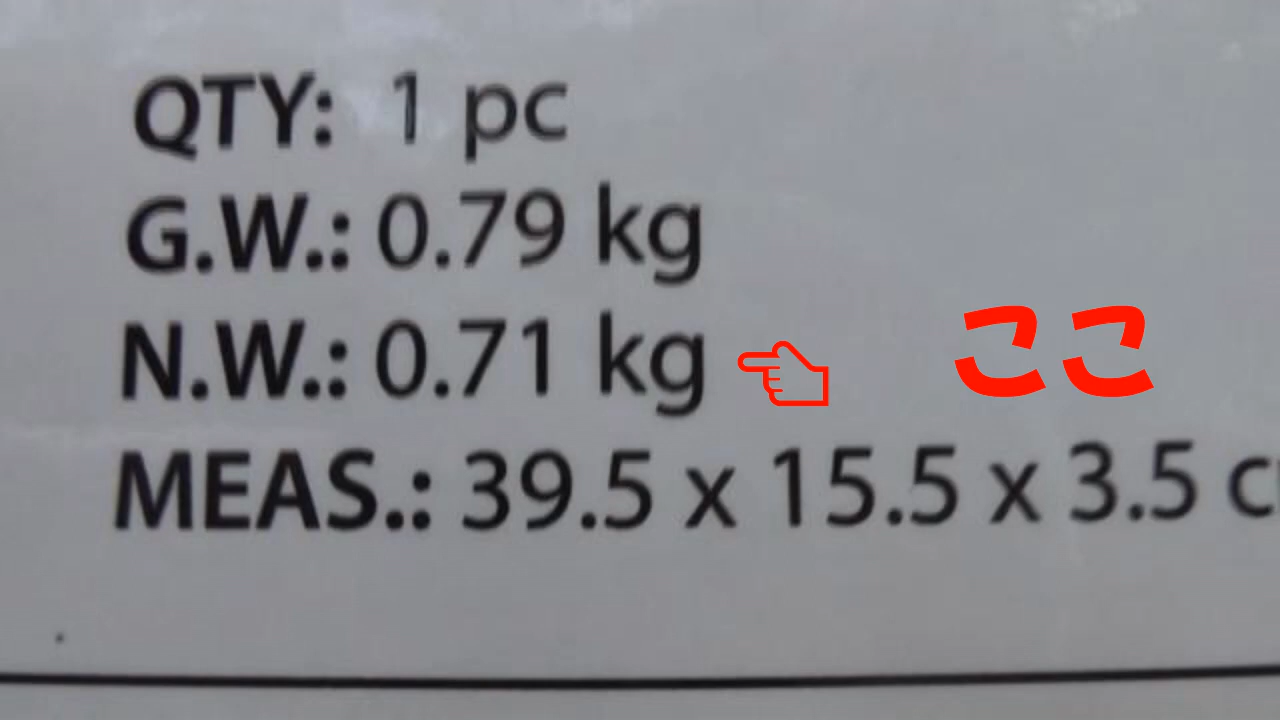 QTY: 1 pc
G.W.: 0.79 kg
N.W.: 0.71 kg ここ
MEAS.: 39.5 x 15.5 x 3.5 c